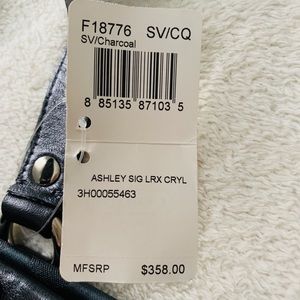 F18776 SV/CQ
SV/Charcoal
8 85135 87103 5
ASHLEY SIG LRX CRYL
3H00055463
MFSRP $358.00